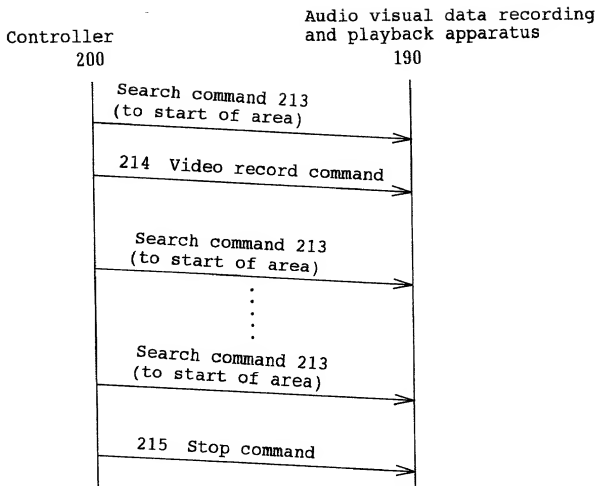 Controller
200
Audio visual data recording
and playback apparatus
190
Search command 213
(to start of area)
214 Video record command
Search command 213
(to start of area)
Search command 213
(to start of area)
215 Stop command